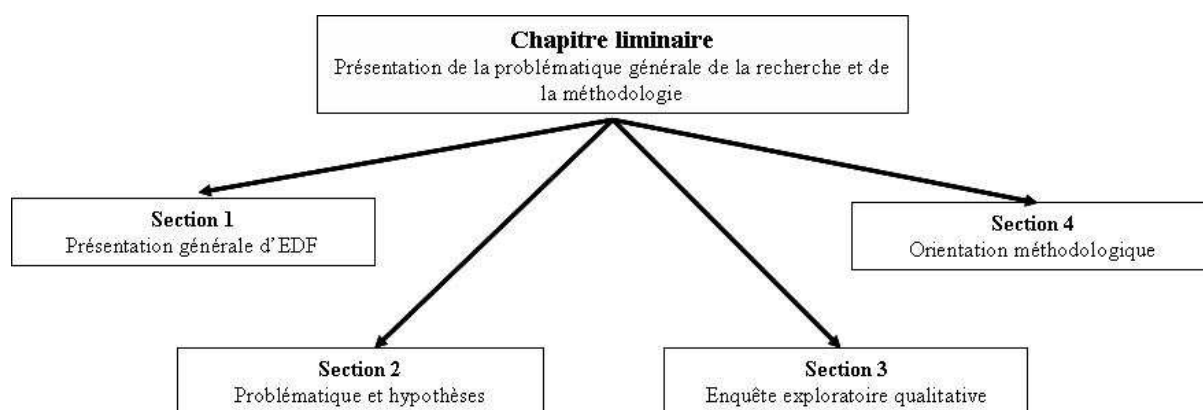 Chapitre liminaire
Présentation de la problématique générale de la recherche et de
la méthodologie
Section 1
Présentation générale d'EDF
Section 4
Orientation méthodologique
Section 2
Problématique et hypothèses
Section 3
Enquête exploratoire qualitative